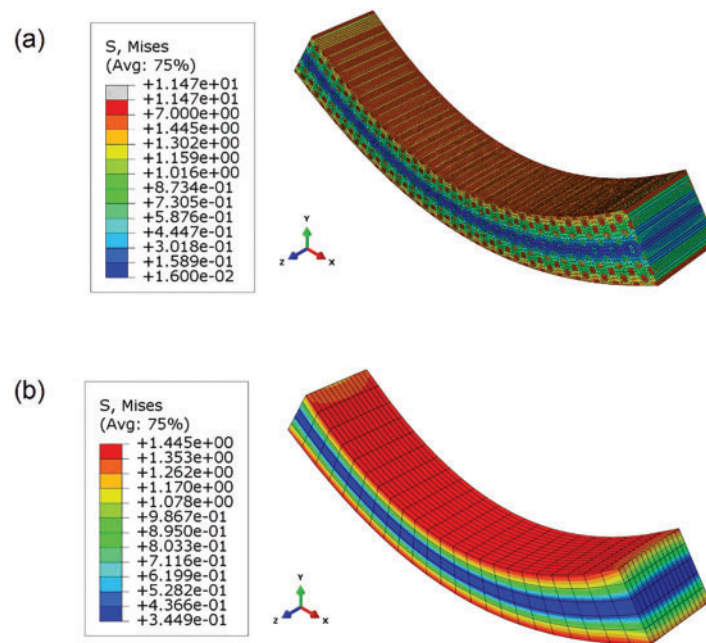 (a)
S, Mises
(Avg: 75%)
+1.147e+01
+1.147e+01
+7.000e+00
+1.445e+00
+1.302e+00
+1.159e+00
+1.016e+00
+8.734e-01
+7.305e-01
+5.876e-01
+4.447e-01
+3.018e-01
+1.589e-01
+1.600e-02
Y
Z
X
(b)
S, Mises
(Avg: 75%)
+1.445e+00
+1.353e+00
+1.262e+00
+1.170e+00
+1.078e+00
+9.867e-01
+8.950e-01
+8.033e-01
+7.116e-01
+6.199e-01
+5.282e-01
+4.366e-01
+3.449e-01
Y
Z
X